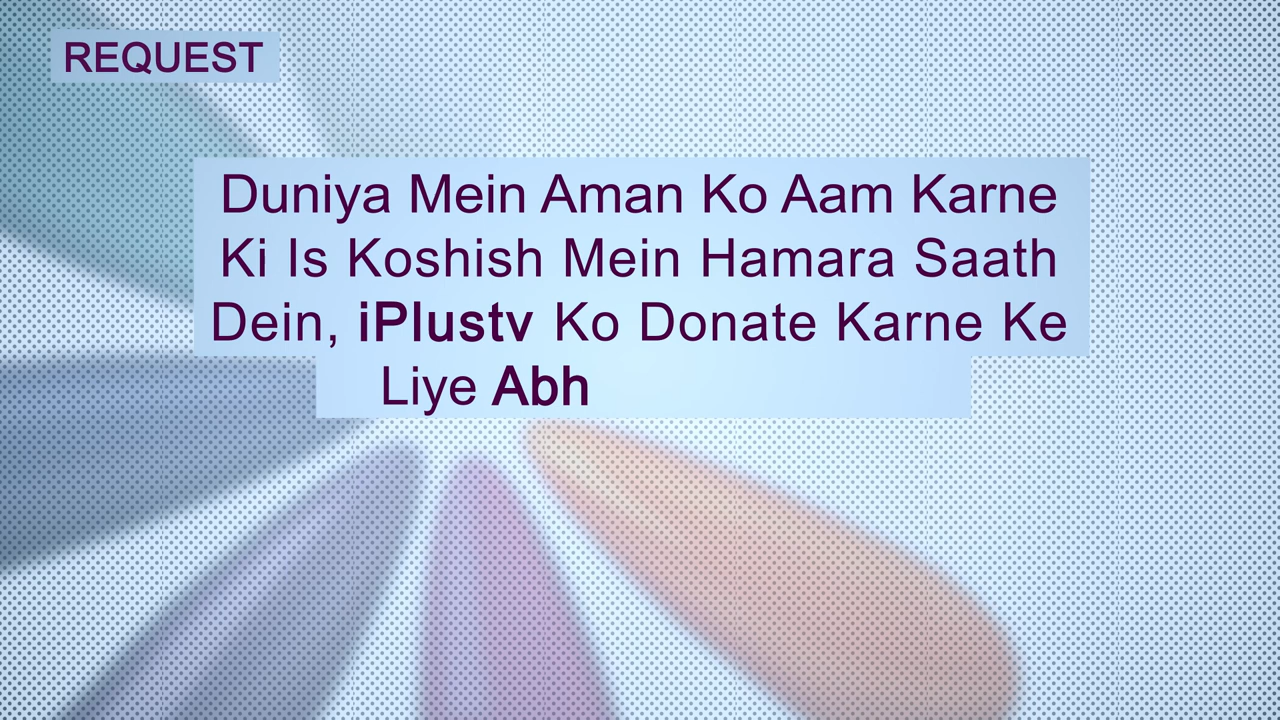 REQUEST
Duniya Mein Aman Ko Aam Karne
Ki Is Koshish Mein Hamara Saath
Dein, iPlustv Ko Donate Karne Ke
Liye Abh